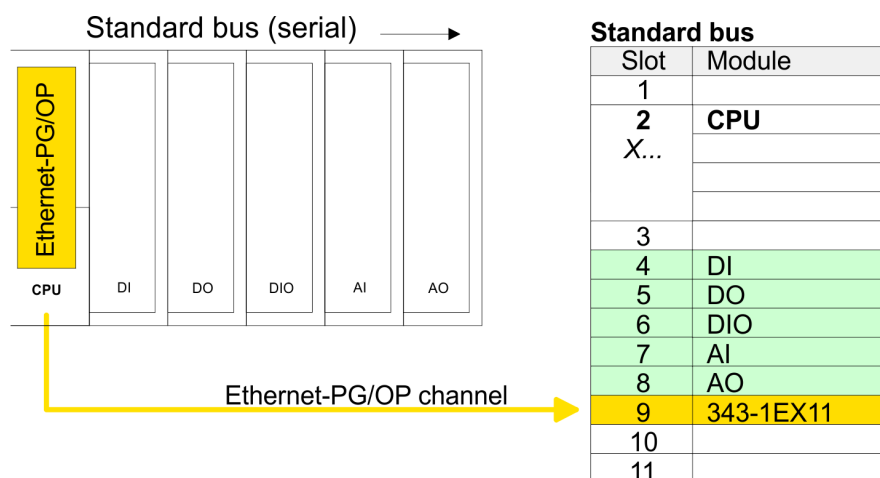 Standard bus (serial)
Ethernet-PG/OP
CPU
DI
DO
DIO
AI
AO
Ethernet-PG/OP channel
Standard bus
Slot Module
1
2 CPU
X...
3
4 DI
5 DO
6 DIO
7 AI
8 AO
9 343-1EX11
10
11